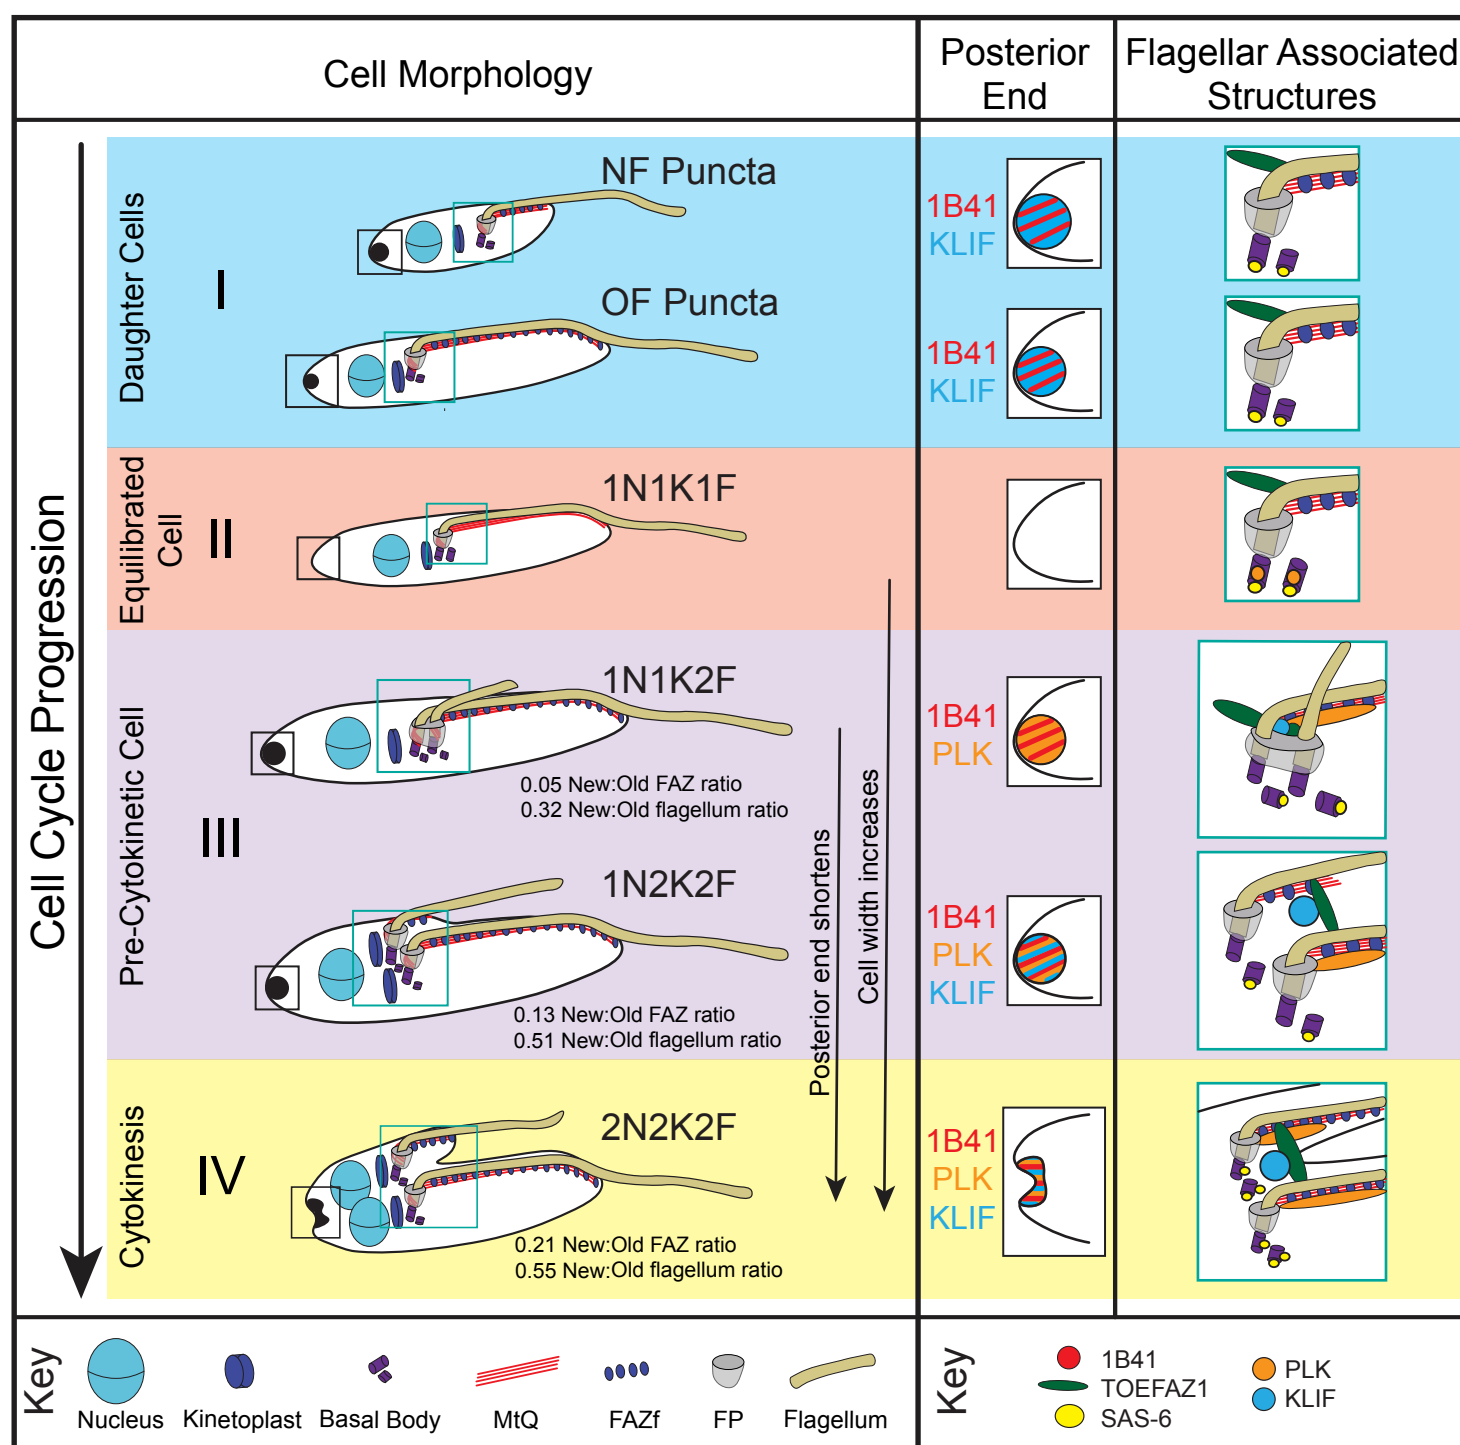 Cell Morphology
Posterior
End
Flagellar Associated
Structures
Cell Cycle Progression
Daughter Cells
I
NF Puncta
1B41
KLIF
OF Puncta
1B41
KLIF
Equilibrated
Cell
II
1N1K1F
Pre-Cytokinetic Cell
III
1N1K2F
0.05 New:Old FAZ ratio
0.32 New:Old flagellum ratio
1B41
PLK
1N2K2F
0.13 New:Old FAZ ratio
0.51 New:Old flagellum ratio
Posterior end shortens
Cell width increases
1B41
PLK
KLIF
Cytokinesis
IV
2N2K2F
0.21 New:Old FAZ ratio
0.55 New:Old flagellum ratio
1B41
PLK
KLIF
Key
Nucleus
Kinetoplast
Basal Body
MtQ
FAZf
FP
Flagellum
Key
1B41
TOEFAZ1
SAS-6
PLK
KLIF